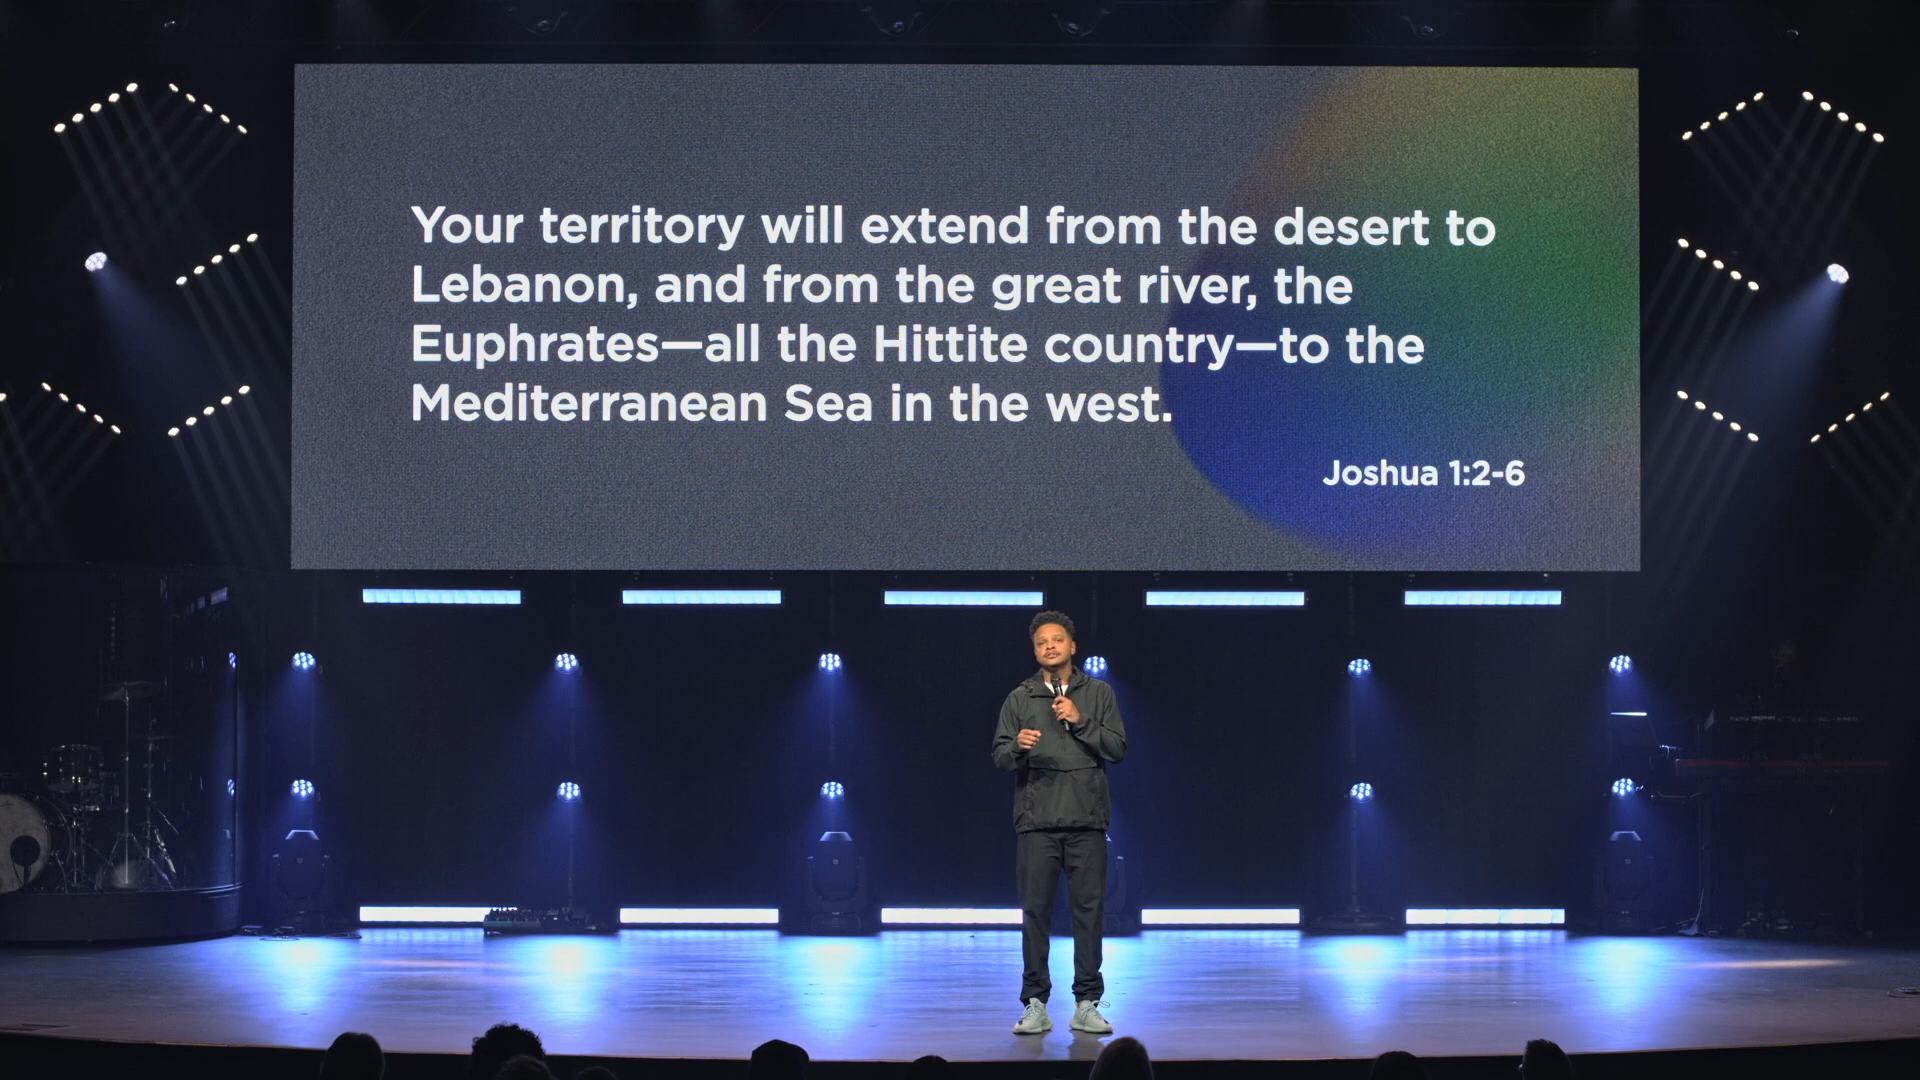 Your territory will extend from the desert to
Lebanon, and from the great river, the
Euphrates—all the Hittite country—to the
Mediterranean Sea in the west.
Joshua 1:2-6